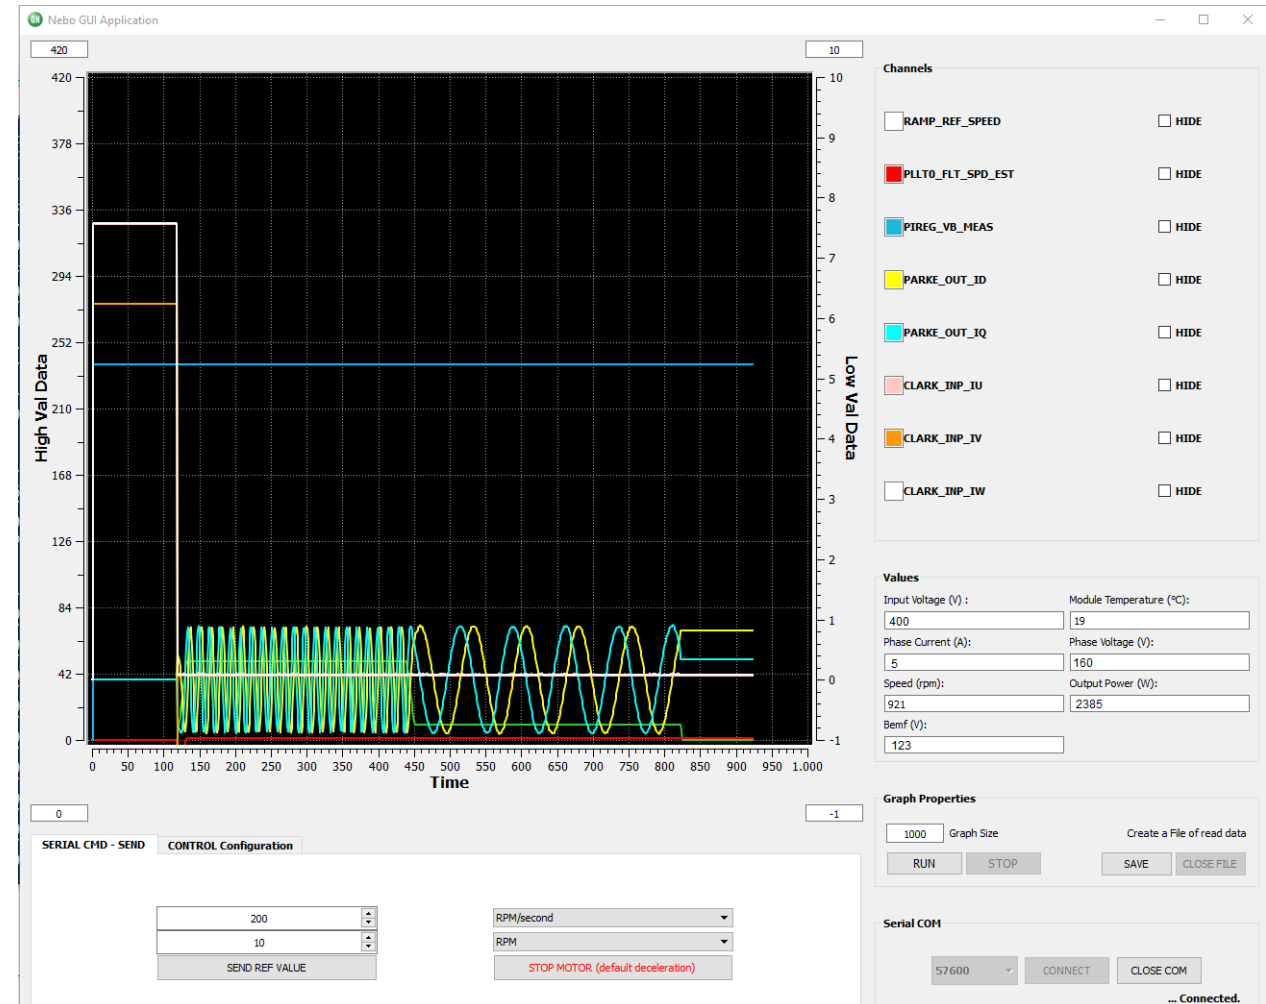 ON Nebo GUI Application
420
10
420
378
336
294
252
210
168
126
84
42
0
High Val Data
10
9
8
7
6
5
4
3
2
1
0
-1
Low Val Data
0 50 100 150 200 250 300 350 400 450 500 550 600 650 700 750 800 850 900 950 1.000
Time
0
-1
Channels
RAMP_REF_SPEED HIDE
PLLT0_FLT_SPD_EST HIDE
PIREG_VB_MEAS HIDE
PARKE_OUT_ID HIDE
PARKE_OUT_IQ HIDE
CLARK_INP_IU HIDE
CLARK_INP_IV HIDE
CLARK_INP_IW HIDE
Values
Input Voltage (V) : Module Temperature (ºC):
400 19
Phase Current (A): Phase Voltage (V):
5 160
Speed (rpm): Output Power (W):
921 2385
Bemf (V):
123
Graph Properties
1000 Graph Size Create a File of read data
RUN STOP SAVE CLOSE FILE
Serial COM
57600 CONNECT CLOSE COM
... Connected.
SERIAL CMD - SEND CONTROL Configuration
200 RPM/second
10 RPM
SEND REF VALUE STOP MOTOR (default deceleration)